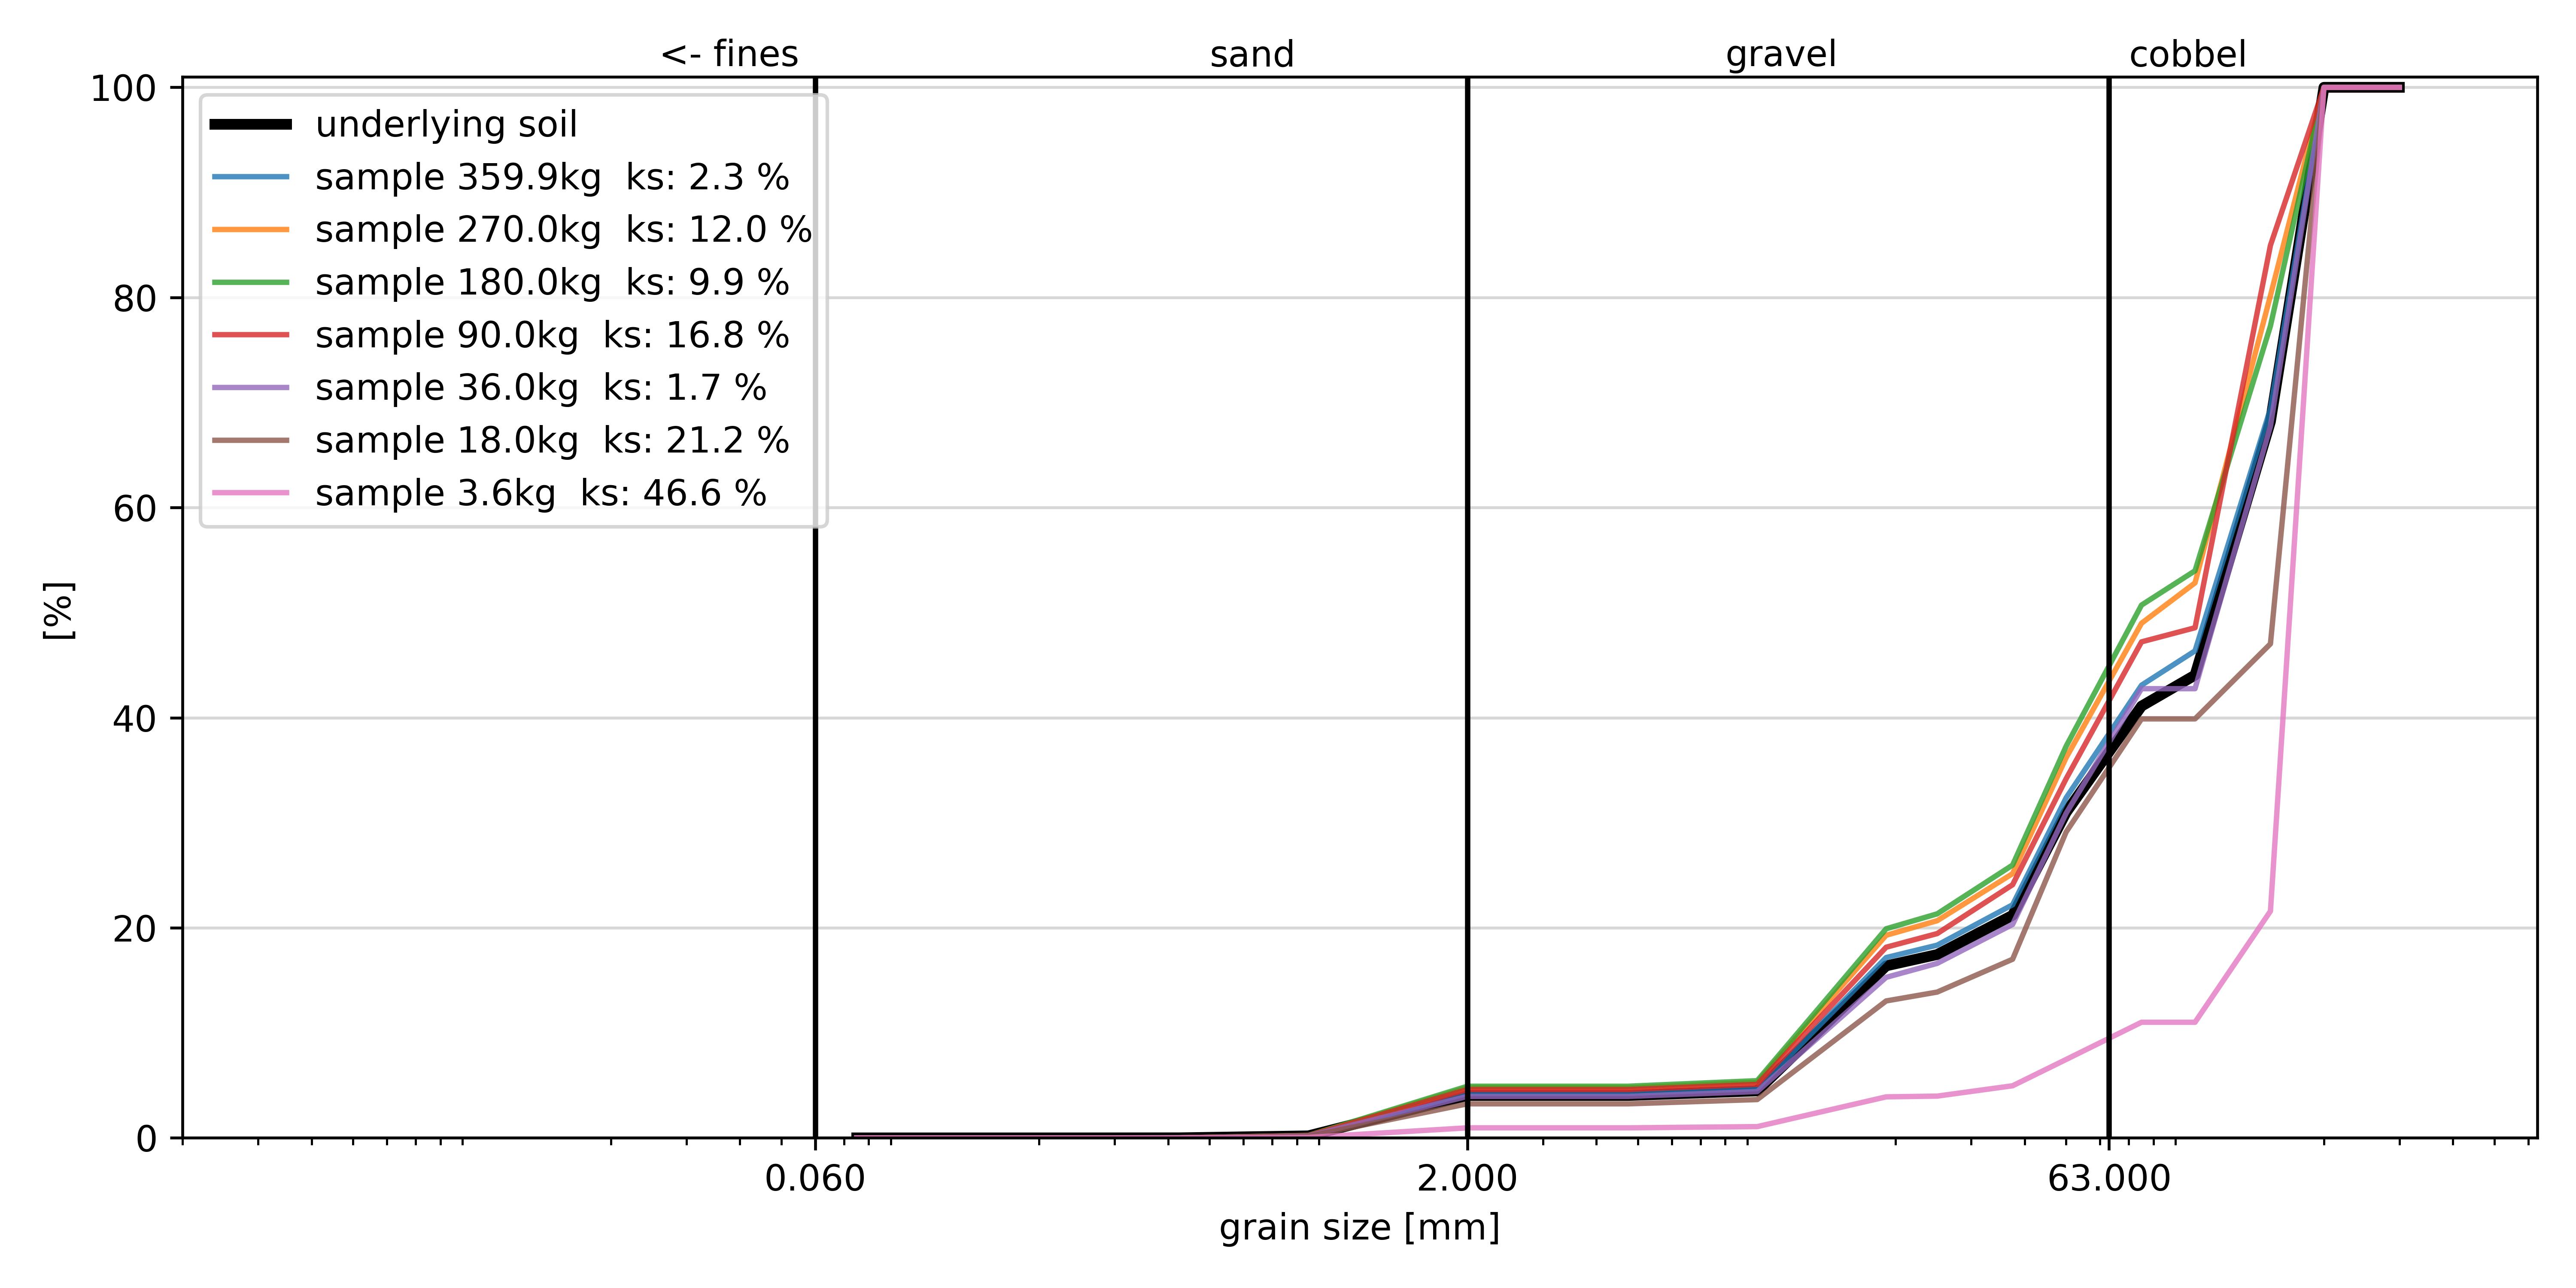 <- fines
sand
gravel
cobbel
100
80
60
40
20
0
[%]
underlying soil
sample 359.9kg  ks: 2.3 %
sample 270.0kg  ks: 12.0 %
sample 180.0kg  ks: 9.9 %
sample 90.0kg  ks: 16.8 %
sample 36.0kg  ks: 1.7 %
sample 18.0kg  ks: 21.2 %
sample 3.6kg  ks: 46.6 %
0.060
2.000
63.000
grain size [mm]